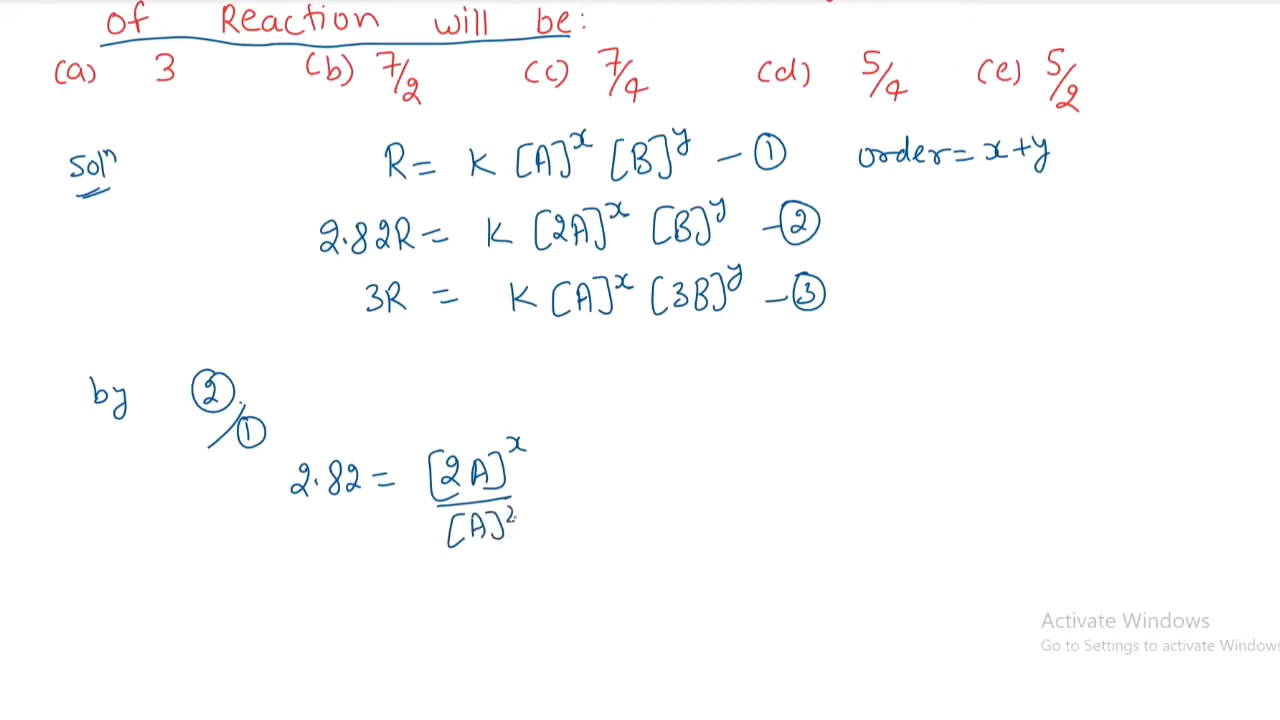 of Reaction will be:
(a) 3 (b) 7/2 (c) 7/4 (d) 5/4 (e) 5/2
Solⁿ R = K [A]ˣ [B]ʸ – ① order = x + y
2.82R = K [2A]ˣ [B]ʸ – ②
3R = K [A]ˣ [3B]ʸ – ③
by ②/①
2.82 = [2A]ˣ
[A]²
Activate Windows
Go to Settings to activate Windows